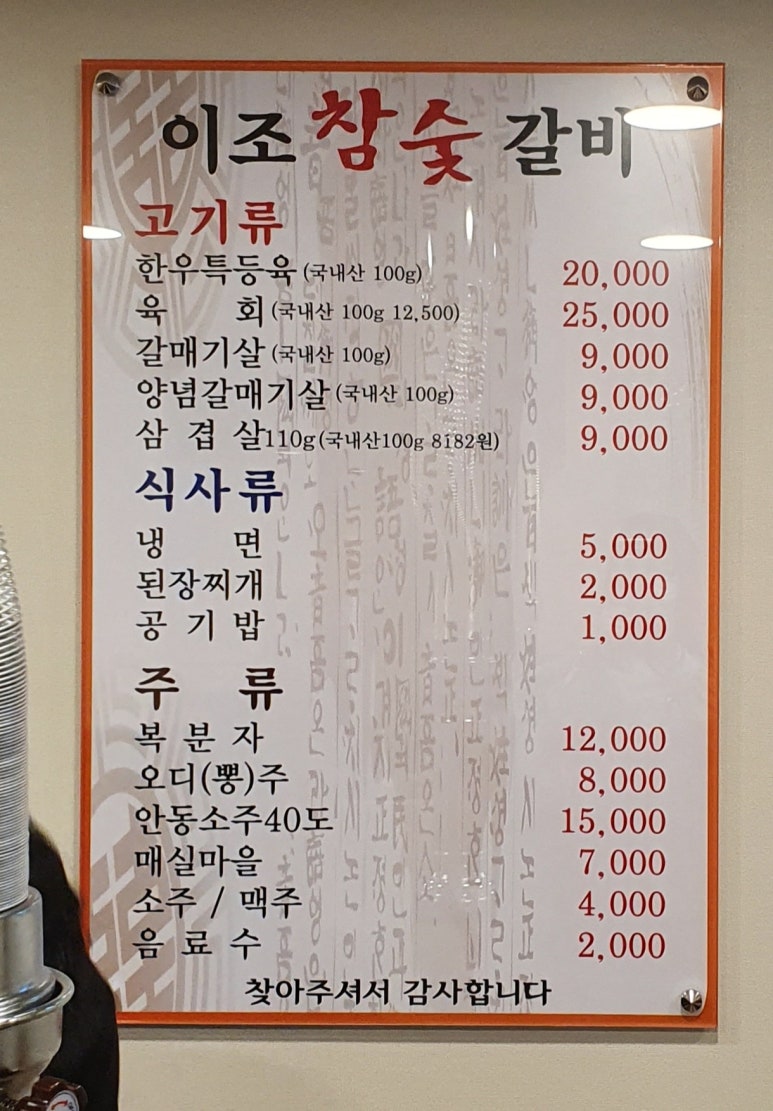 이조 참숯 갈비
고기류
한우특등육 (국내산 100g) 20,000
육 회 (국내산 100g 12,500) 25,000
갈매기살 (국내산 100g) 9,000
양념갈매기살 (국내산 100g) 9,000
삼 겹 살110g(국내산100g 8182원) 9,000
식사류
냉 면 5,000
된장찌개 2,000
공 기 밥 1,000
주 류
복 분 자 12,000
오디(뽕)주 8,000
안동소주40도 15,000
매실마을 7,000
소주 / 맥주 4,000
음 료 수 2,000
찾아주셔서 감사합니다